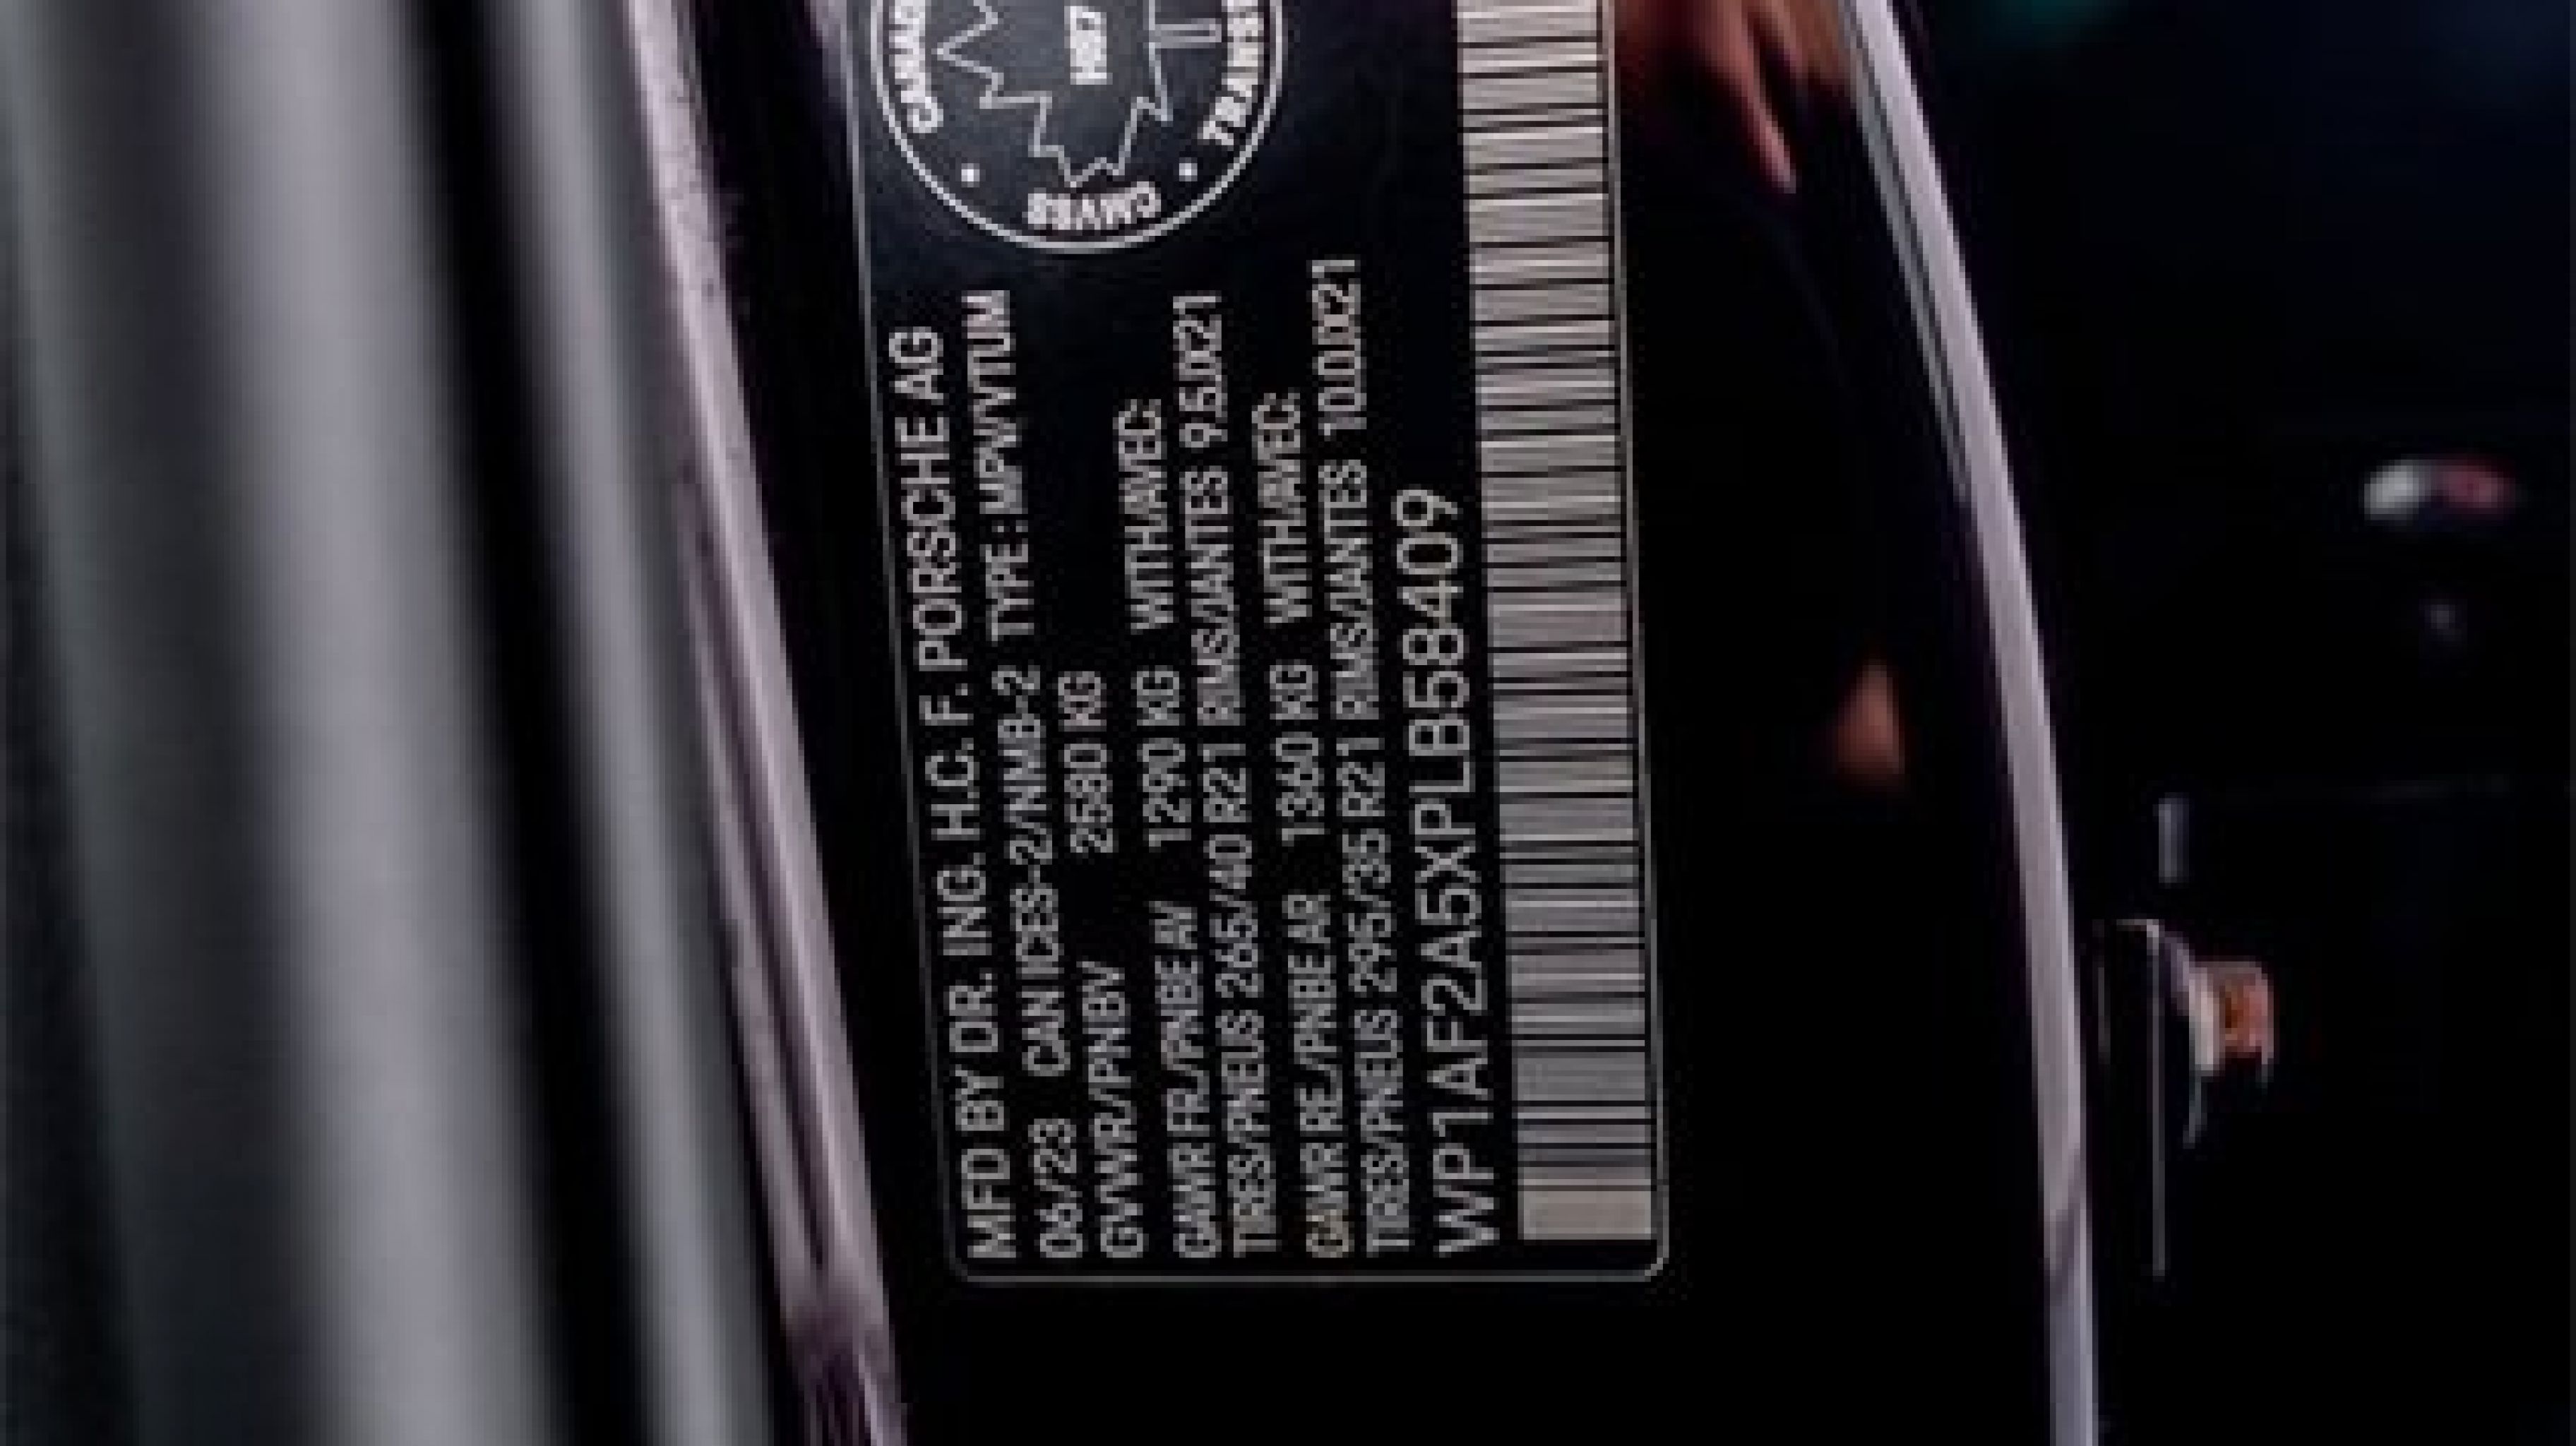 MFD BY DR. ING. H.C. F. PORSCHE AG
06/23 CAN ICES-2/NMB-2 TYPE: MPV/VTUM
GVWR/PNBV 2580 KG
GAWR FR./PNBE AV 1290 KG WITH/AVEC:
TIRES/PNEUS 265/40 R21 RIMS/JANTES 9.5Jx21
GAWR RE./PNBE AR 1360 KG WITH/AVEC:
TIRES/PNEUS 295/35 R21 RIMS/JANTES 10.0Jx21
WP1AF2A5XPLB58409
CMVSS